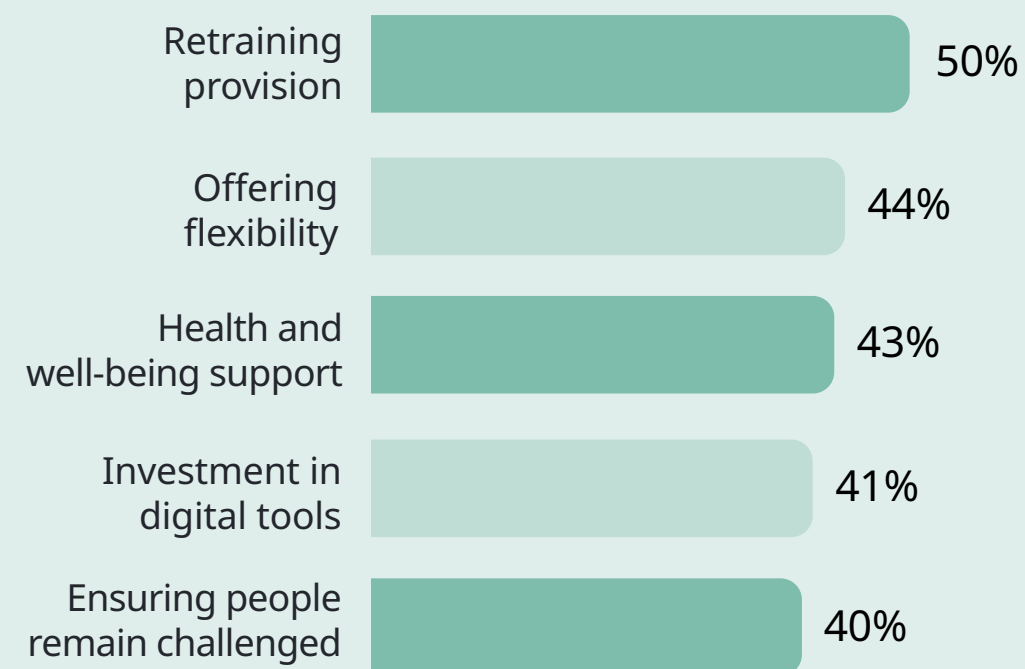 Retraining
provision
50%
Offering
flexibility
44%
Health and
well-being support
43%
Investment in
digital tools
41%
Ensuring people
remain challenged
40%